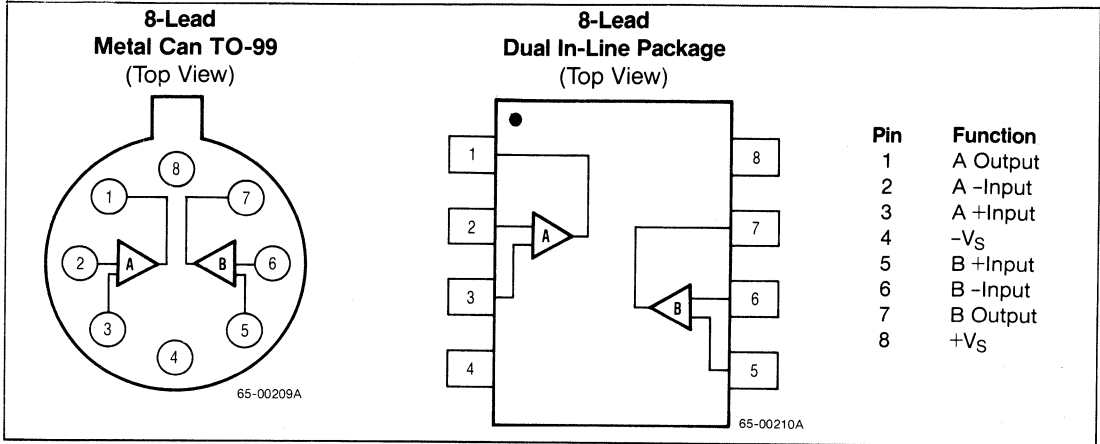 8-Lead
Metal Can TO-99
(Top View)
8
1
7
A
B
2
6
3
5
4
65-00209A
8-Lead
Dual In-Line Package
(Top View)
1
8
2
A
7
3
B
6
4
5
65-00210A
Pin Function
1 A Output
2 A –Input
3 A +Input
4 –VS
5 B +Input
6 B –Input
7 B Output
8 +VS